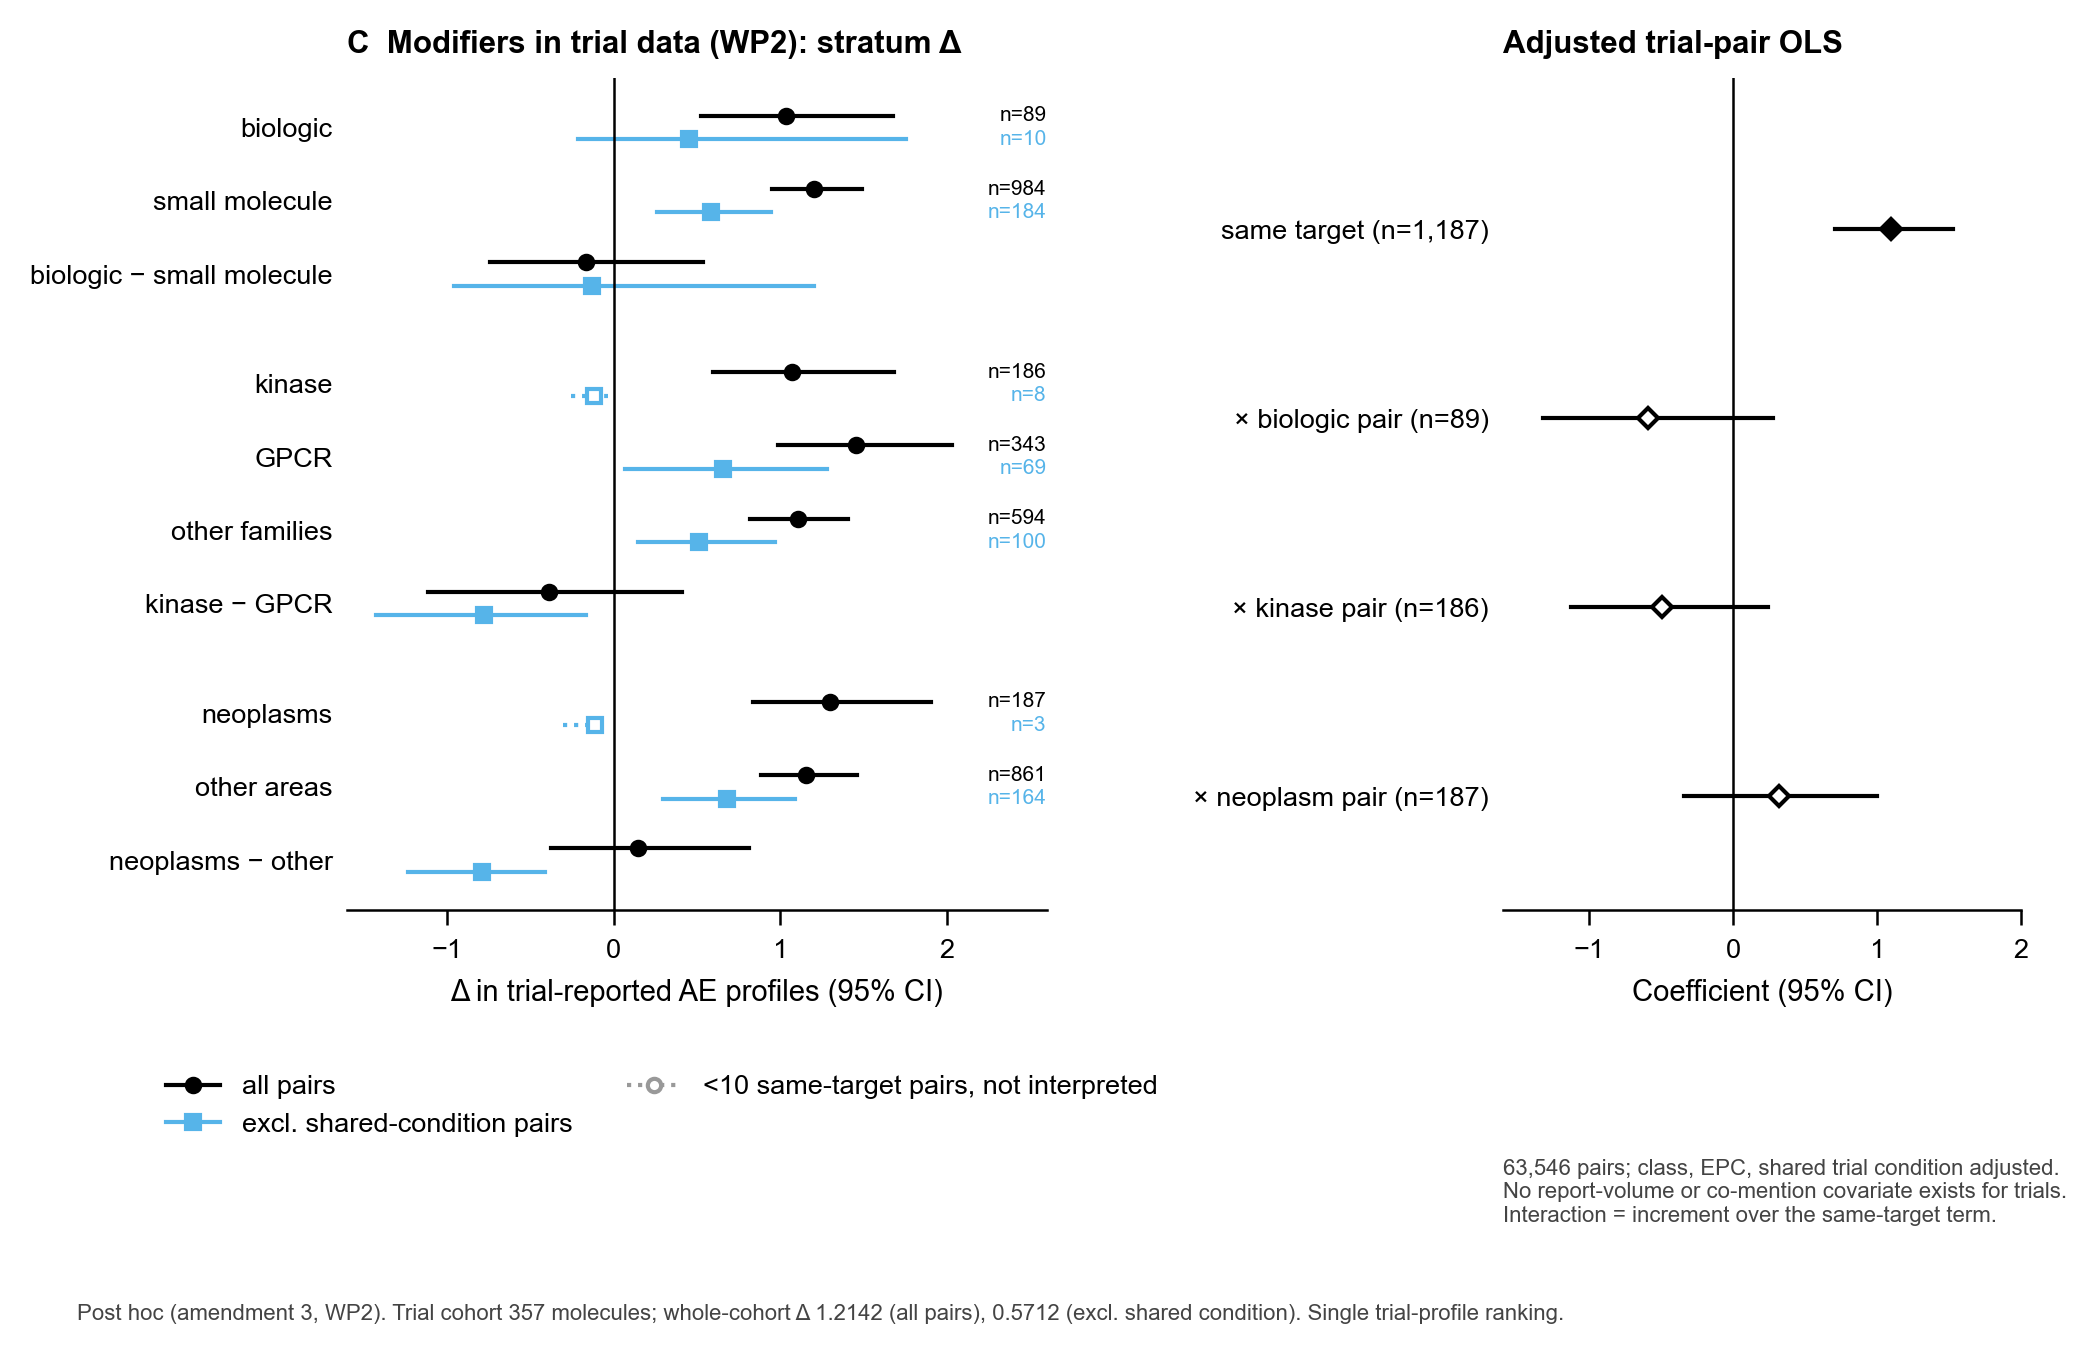 C Modifiers in trial data (WP2): stratum Δ
biologic
n=89
n=10
small molecule
n=984
n=184
biologic − small molecule
kinase
n=186
n=8
GPCR
n=343
n=69
other families
n=594
n=100
kinase − GPCR
neoplasms
n=187
n=3
other areas
n=861
n=164
neoplasms − other
−1 0 1 2
Δ in trial-reported AE profiles (95% CI)
Adjusted trial-pair OLS
same target (n=1,187)
× biologic pair (n=89)
× kinase pair (n=186)
× neoplasm pair (n=187)
−1 0 1 2
Coefficient (95% CI)
all pairs
excl. shared-condition pairs
<10 same-target pairs, not interpreted
63,546 pairs; class, EPC, shared trial condition adjusted.
No report-volume or co-mention covariate exists for trials.
Interaction = increment over the same-target term.
Post hoc (amendment 3, WP2). Trial cohort 357 molecules; whole-cohort Δ 1.2142 (all pairs), 0.5712 (excl. shared condition). Single trial-profile ranking.